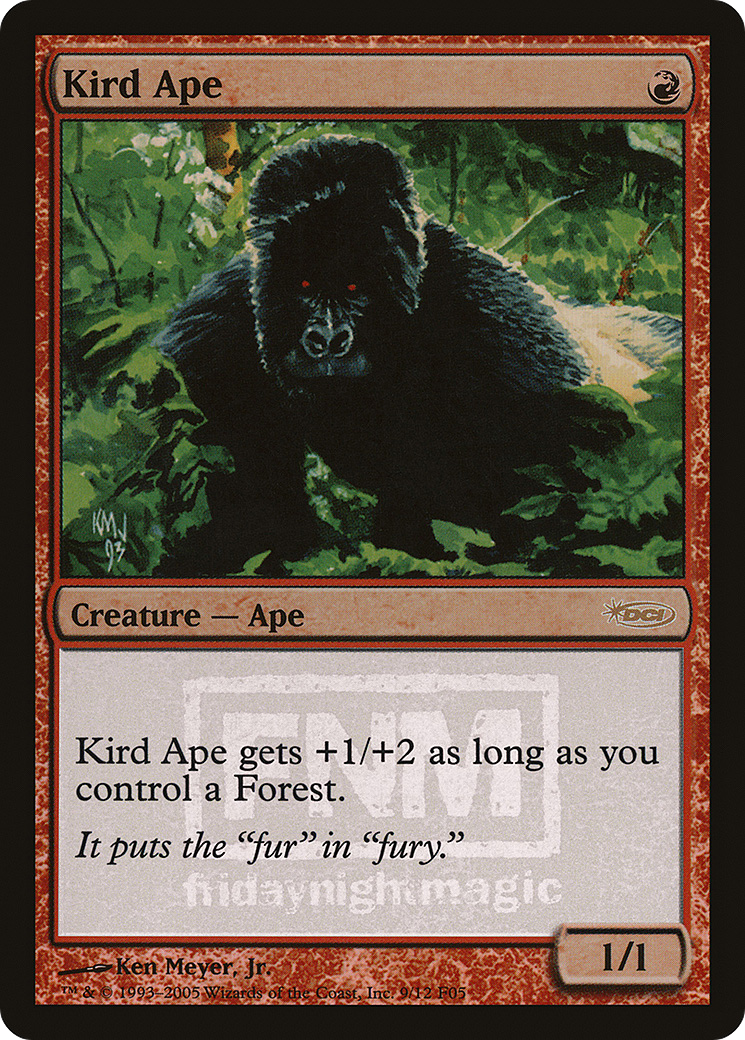 Kird Ape
KMJ
93
Creature — Ape
DCI
FNM
fridaynightmagic
Kird Ape gets +1/+2 as long as you
control a Forest.
It puts the “fur” in “fury.”
1/1
Ken Meyer, Jr.
™ & © 1993–2005 Wizards of the Coast, Inc. 9/12 F05